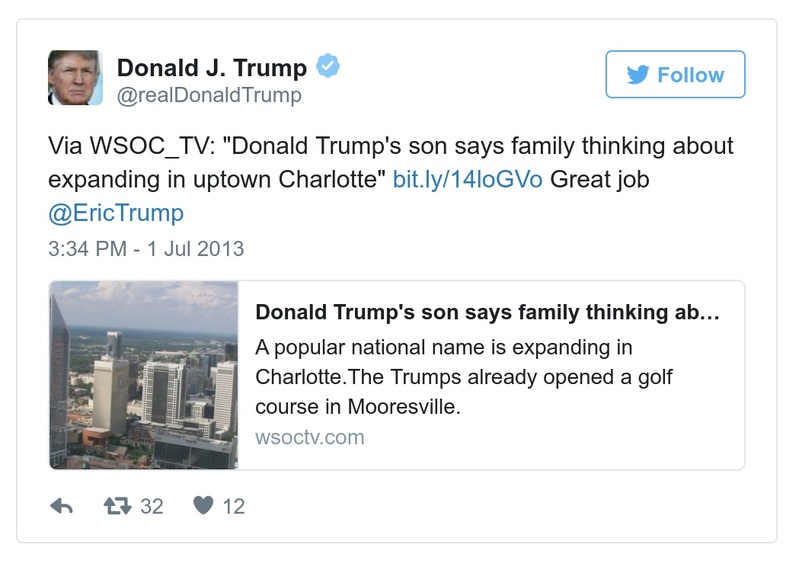 Donald J. Trump
@realDonaldTrump
Follow
Via WSOC_TV: "Donald Trump's son says family thinking about
expanding in uptown Charlotte" bit.ly/14loGVo Great job
@EricTrump
3:34 PM - 1 Jul 2013
Donald Trump's son says family thinking ab…
A popular national name is expanding in
Charlotte.The Trumps already opened a golf
course in Mooresville.
wsoctv.com
32
12